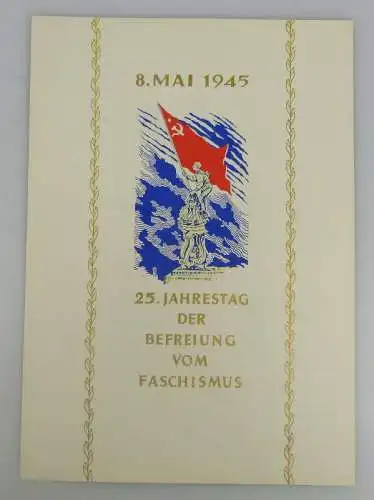 8. MAI 1945
25. JAHRESTAG
DER
BEFREIUNG
VOM
FASCHISMUS